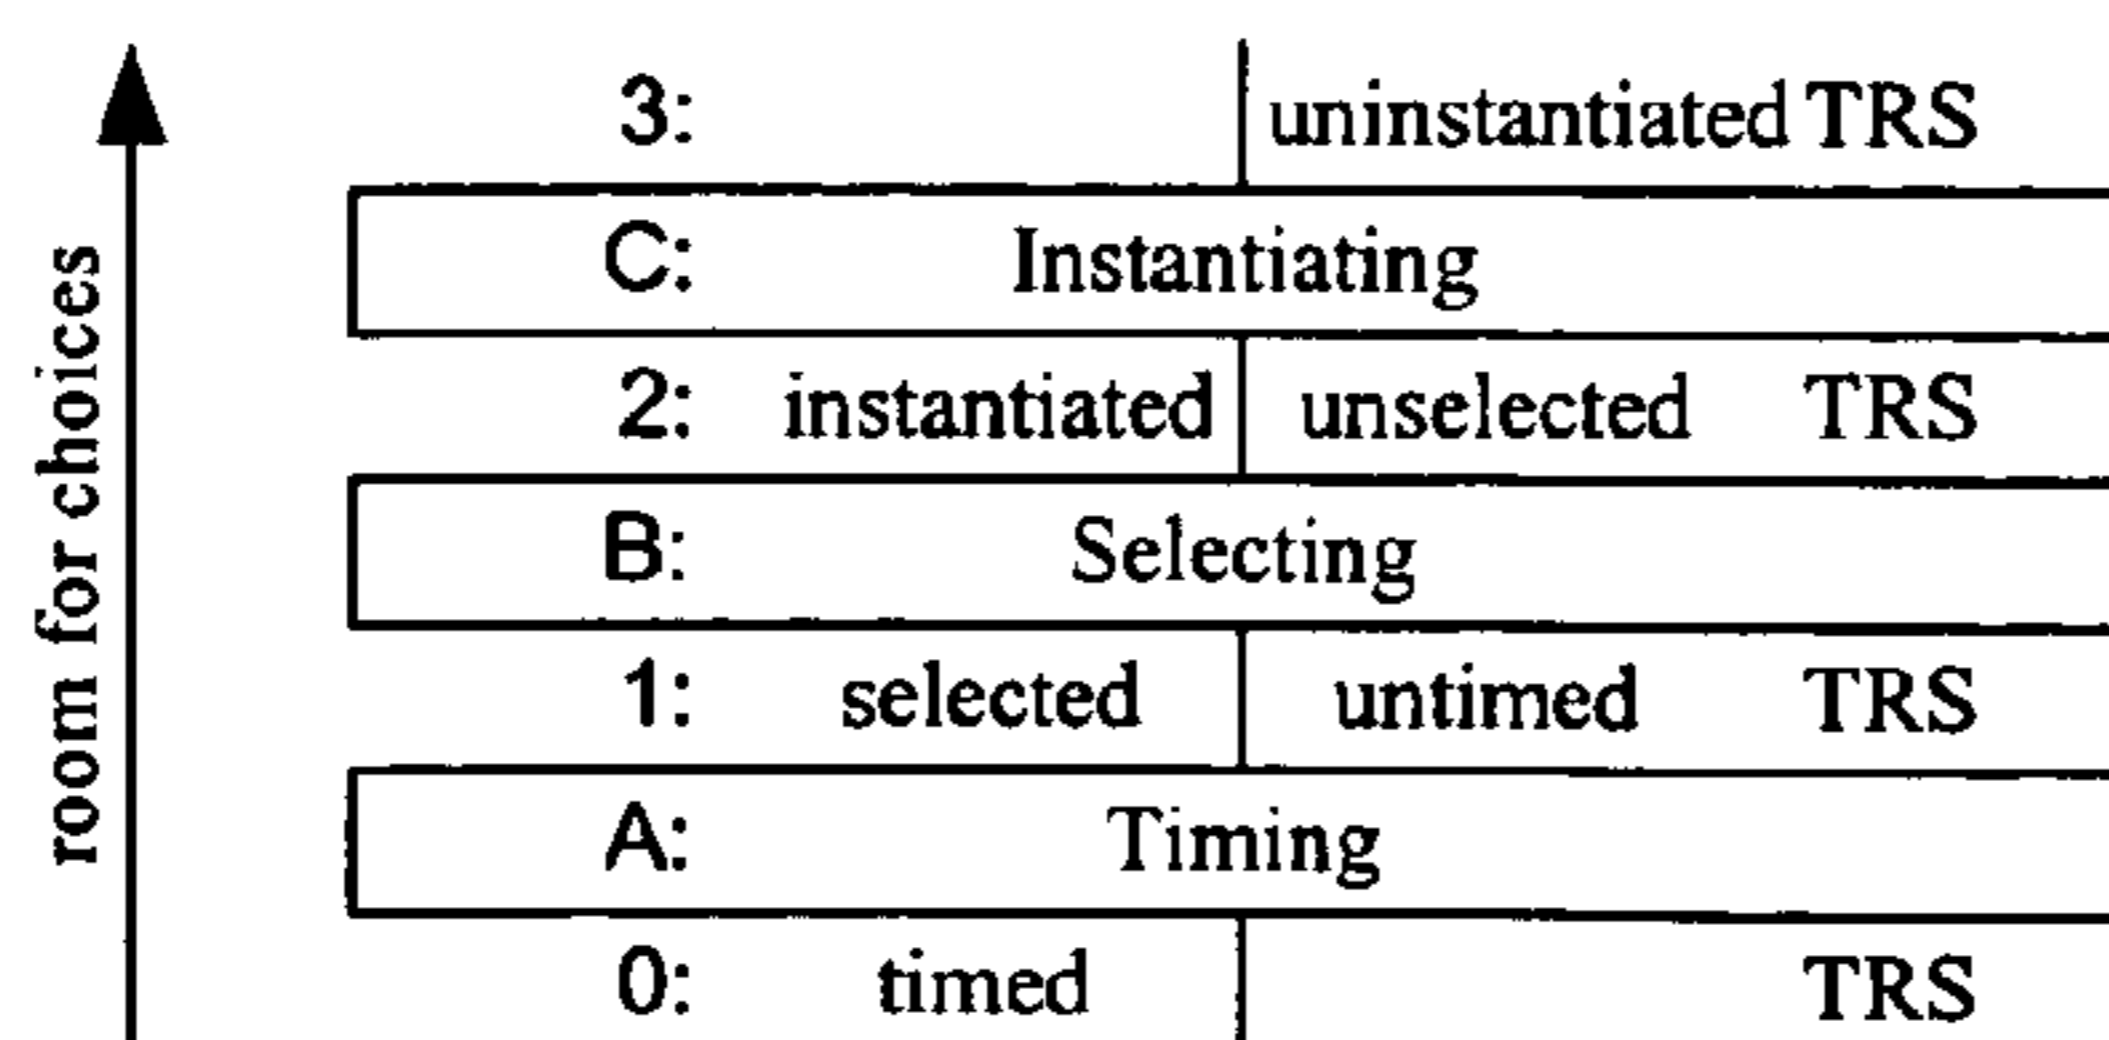 room for choices
3: uninstantiated TRS
C: Instantiating
2: instantiated unselected TRS
B: Selecting
1: selected untimed TRS
A: Timing
0: timed TRS